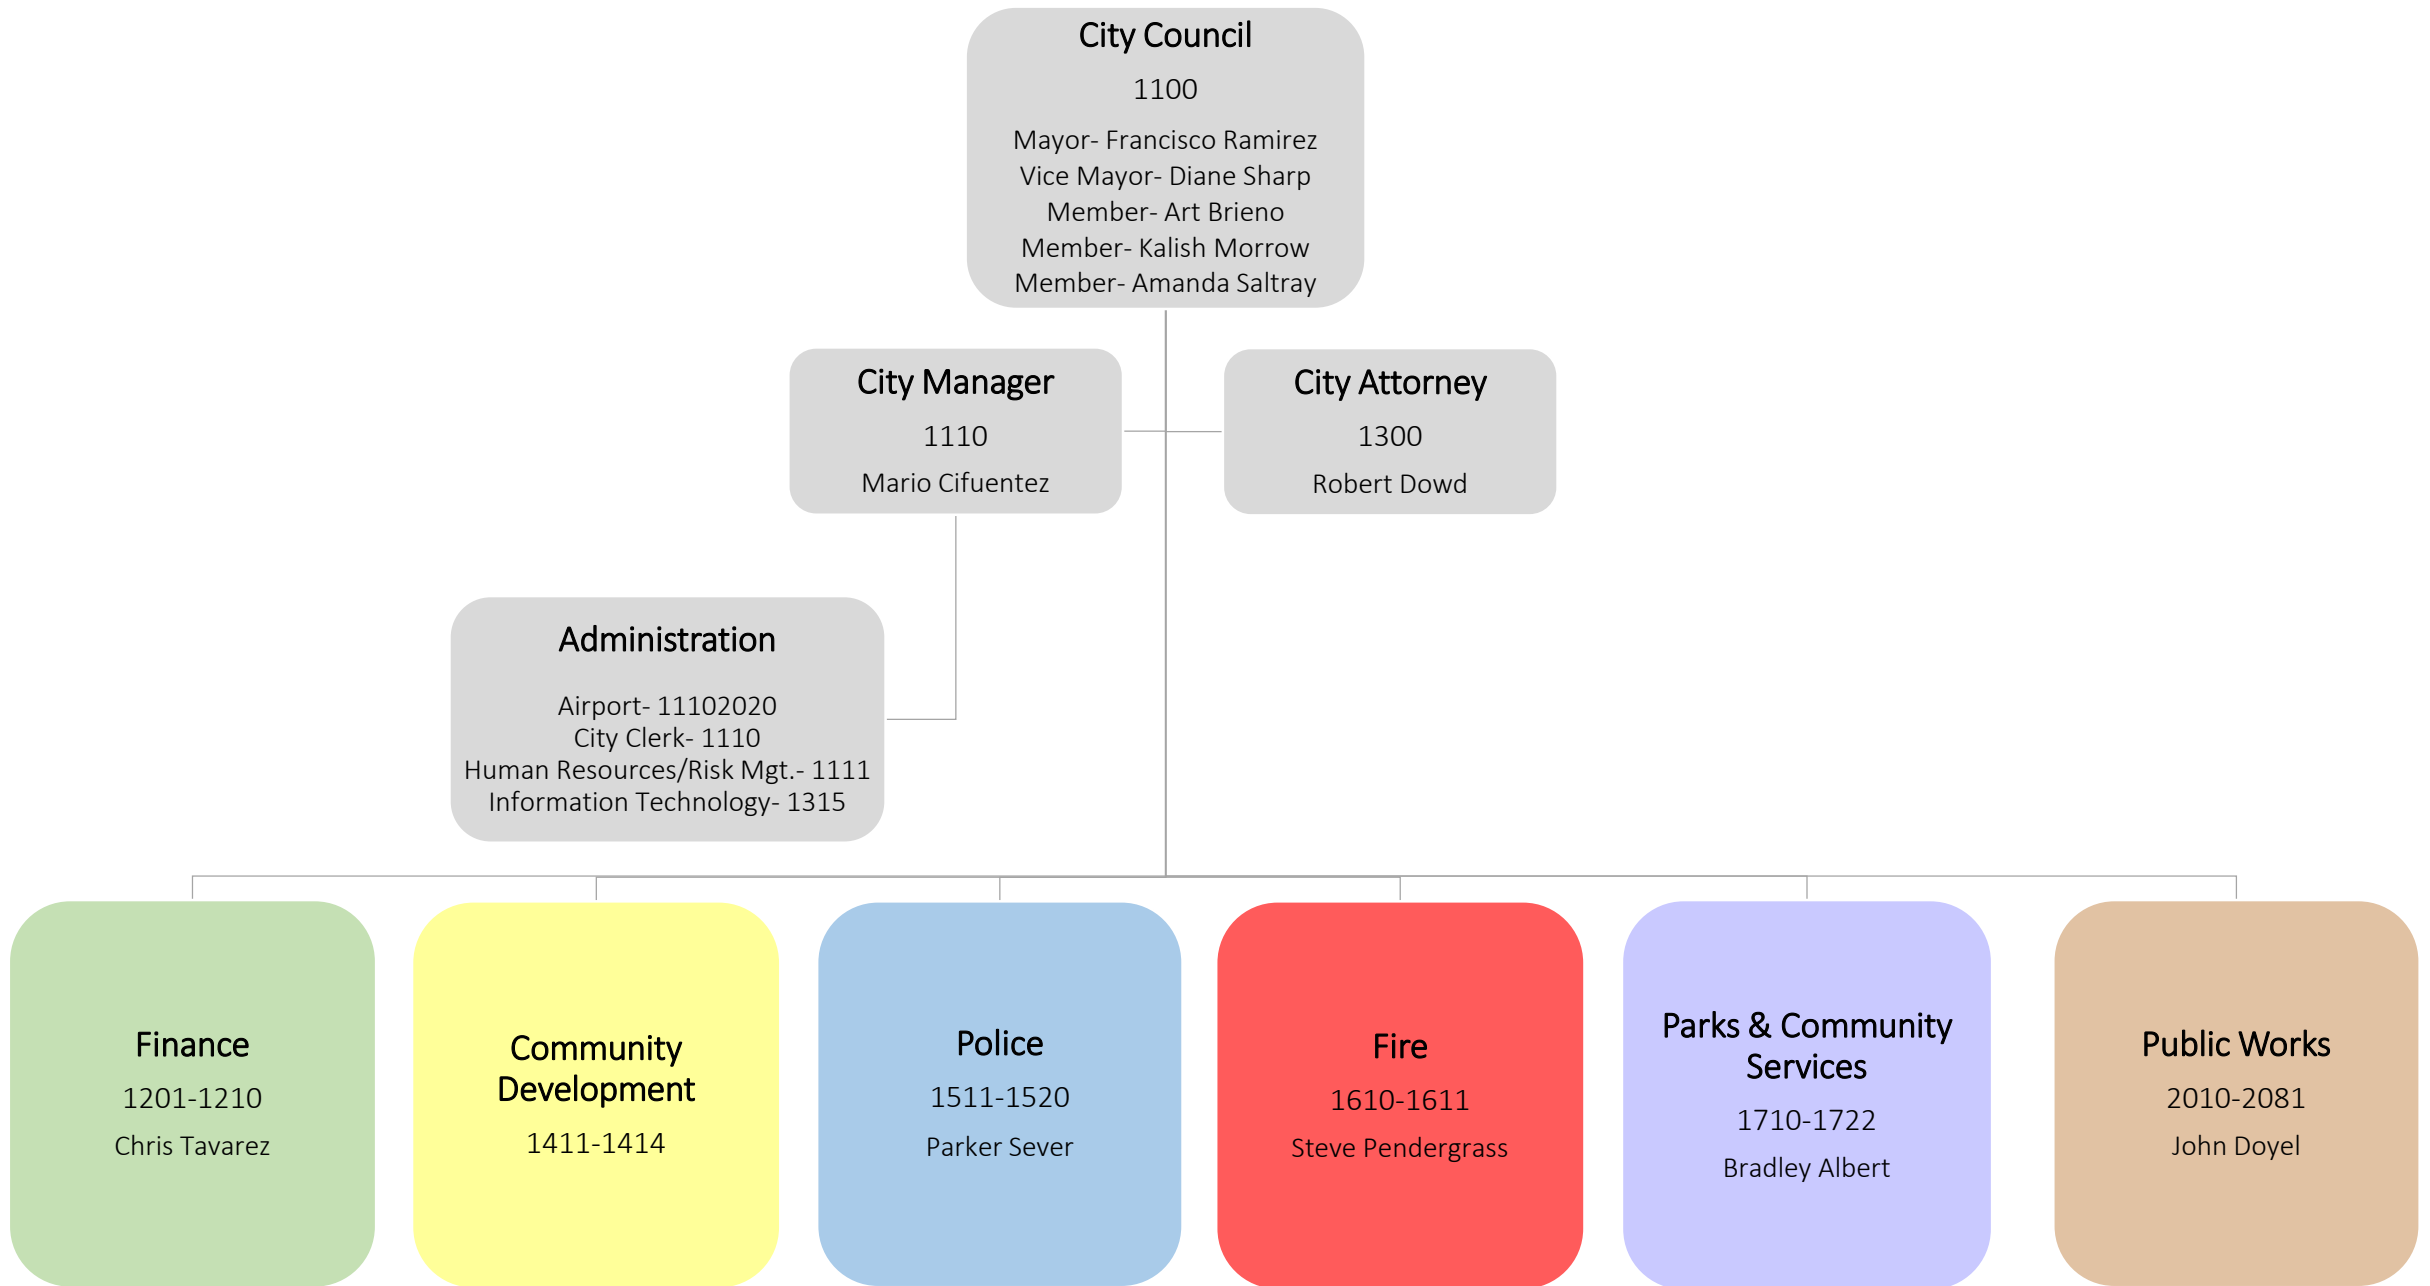 City Council
1100
Mayor- Francisco Ramirez
Vice Mayor- Diane Sharp
Member- Art Brieno
Member- Kalish Morrow
Member- Amanda Saltray
City Manager
1110
Mario Cifuentez
City Attorney
1300
Robert Dowd
Administration
Airport- 11102020
City Clerk- 1110
Human Resources/Risk Mgt.- 1111
Information Technology- 1315
Finance
1201-1210
Chris Tavarez
Community
Development
1411-1414
Police
1511-1520
Parker Sever
Fire
1610-1611
Steve Pendergrass
Parks & Community
Services
1710-1722
Bradley Albert
Public Works
2010-2081
John Doyel